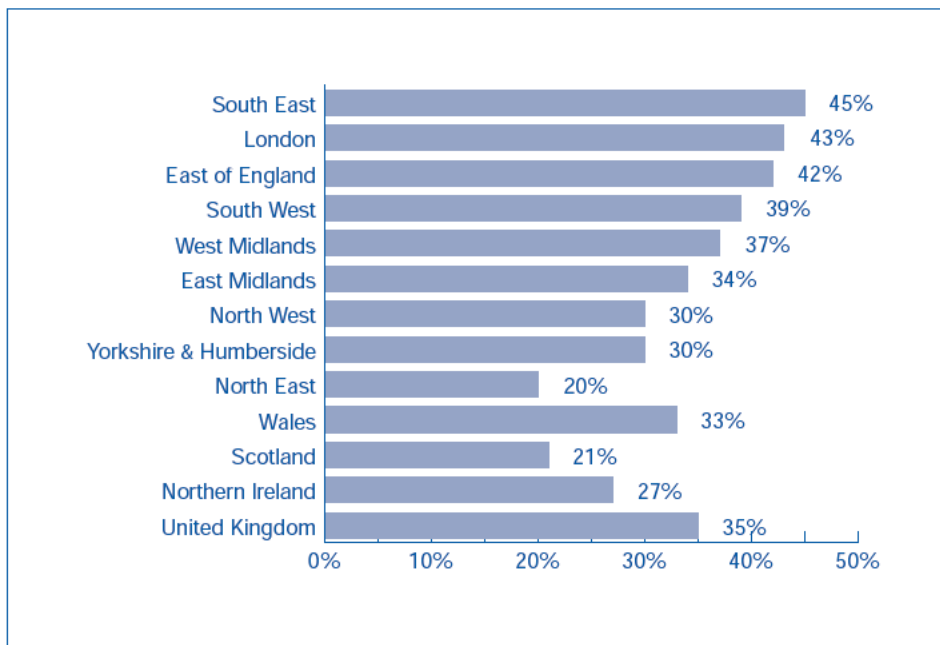 South East 45%
London 43%
East of England 42%
South West 39%
West Midlands 37%
East Midlands 34%
North West 30%
Yorkshire & Humberside 30%
North East 20%
Wales 33%
Scotland 21%
Northern Ireland 27%
United Kingdom 35%
0% 10% 20% 30% 40% 50%